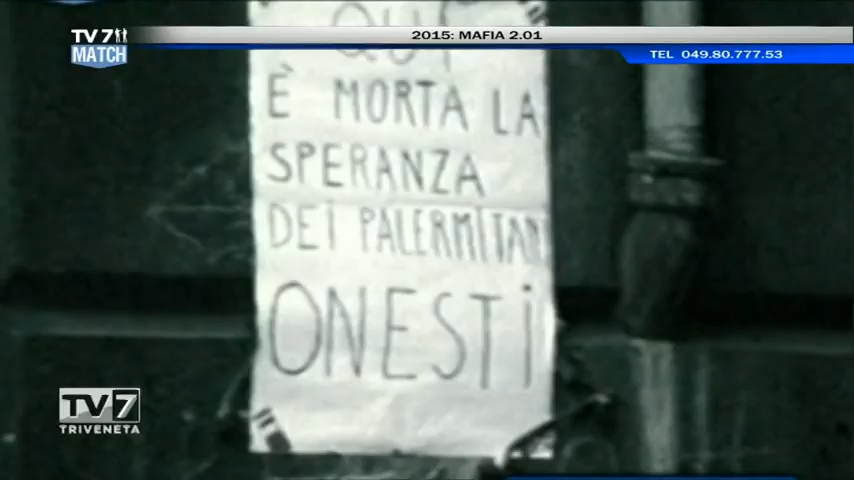 TV7
MATCH
2015: MAFIA 2.01
TEL 049.80.777.53
QUI
È MORTA LA
SPERANZA
DEI PALERMITANI
ONESTI
TV7
TRIVENETA